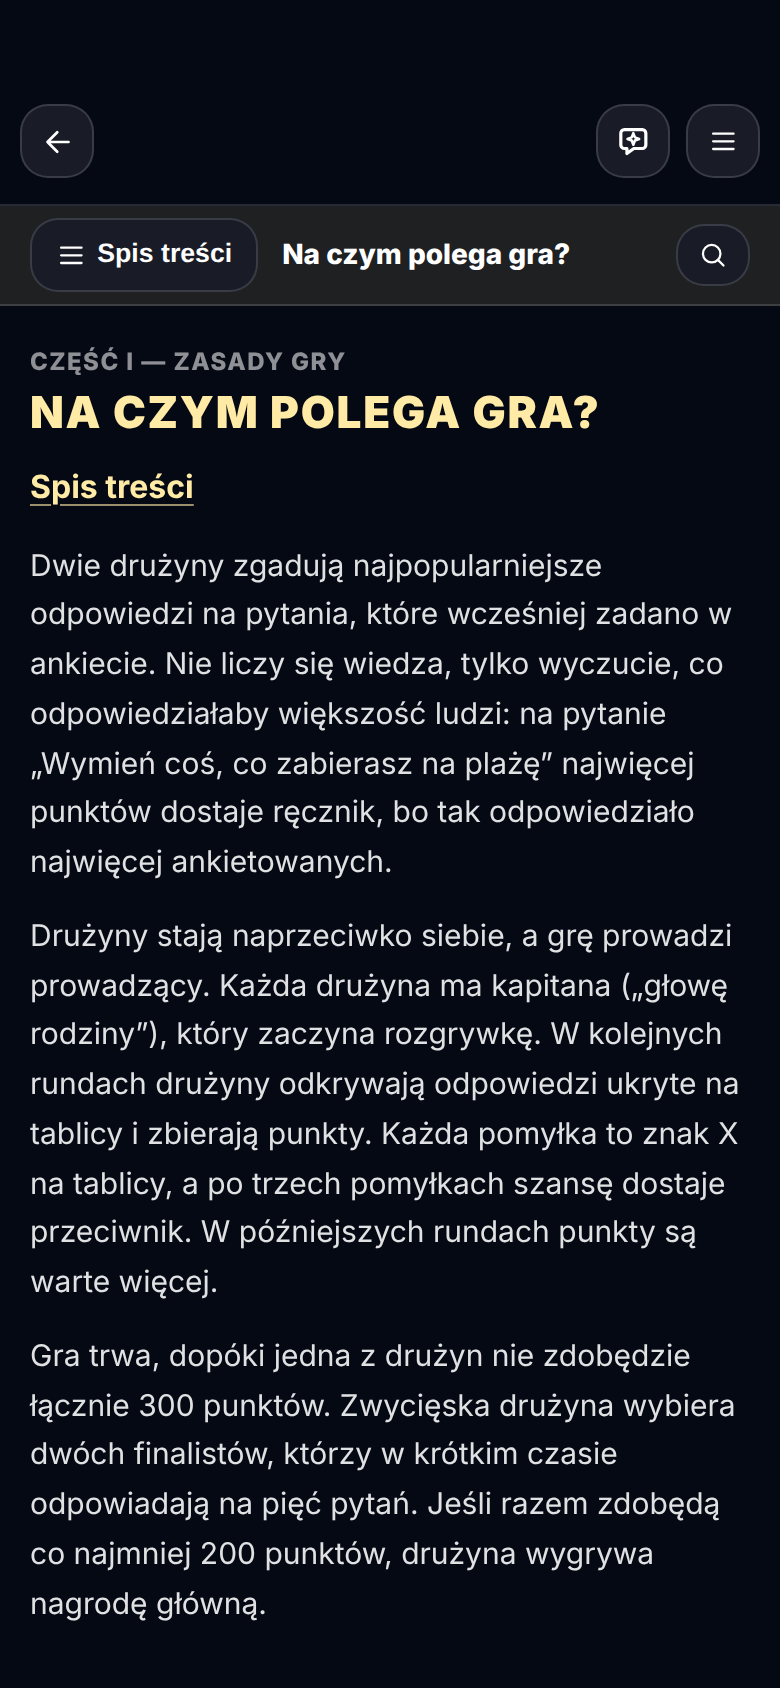 Spis treści
Na czym polega gra?
CZĘŚĆ I — ZASADY GRY
NA CZYM POLEGA GRA?
Spis treści
Dwie drużyny zgadują najpopularniejsze
odpowiedzi na pytania, które wcześniej zadano w
ankiecie. Nie liczy się wiedza, tylko wyczucie, co
odpowiedziałaby większość ludzi: na pytanie
„Wymień coś, co zabierasz na plażę” najwięcej
punktów dostaje ręcznik, bo tak odpowiedziało
najwięcej ankietowanych.
Drużyny stają naprzeciwko siebie, a grę prowadzi
prowadzący. Każda drużyna ma kapitana („głowę
rodziny”), który zaczyna rozgrywkę. W kolejnych
rundach drużyny odkrywają odpowiedzi ukryte na
tablicy i zbierają punkty. Każda pomyłka to znak X
na tablicy, a po trzech pomyłkach szansę dostaje
przeciwnik. W późniejszych rundach punkty są
warte więcej.
Gra trwa, dopóki jedna z drużyn nie zdobędzie
łącznie 300 punktów. Zwycięska drużyna wybiera
dwóch finalistów, którzy w krótkim czasie
odpowiadają na pięć pytań. Jeśli razem zdobędą
co najmniej 200 punktów, drużyna wygrywa
nagrodę główną.